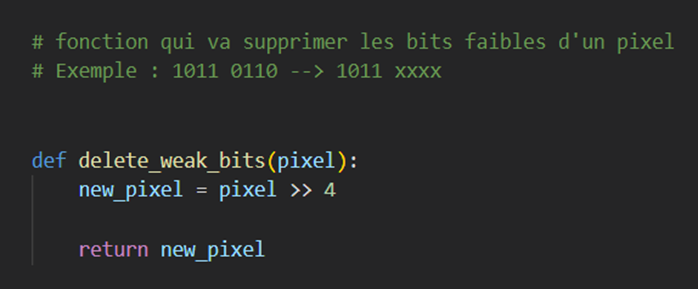 # fonction qui va supprimer les bits faibles d'un pixel
# Exemple : 1011 0110 --> 1011 xxxx
def delete_weak_bits(pixel):
new_pixel = pixel >> 4
return new_pixel